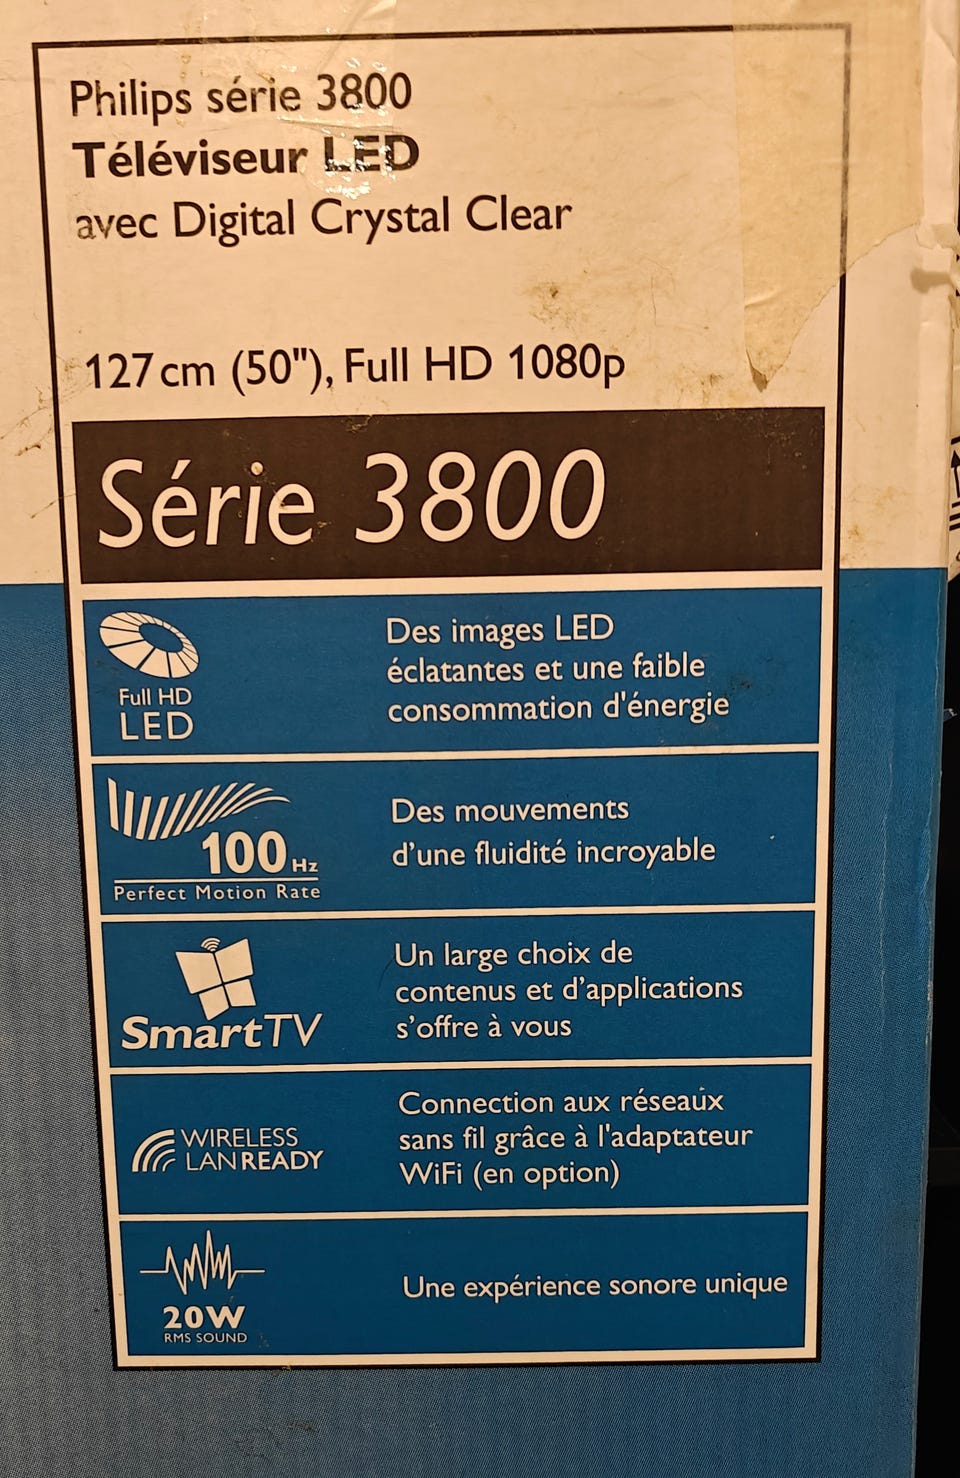 Philips série 3800
Téléviseur LED
avec Digital Crystal Clear
127 cm (50"), Full HD 1080p
Série 3800
Full HD
LED
Des images LED
éclatantes et une faible
consommation d'énergie
100 Hz
Perfect Motion Rate
Des mouvements
d’une fluidité incroyable
SmartTV
Un large choix de
contenus et d’applications
s’offre à vous
WIRELESS
LAN READY
Connection aux réseaux
sans fil grâce à l'adaptateur
WiFi (en option)
20W
RMS SOUND
Une expérience sonore unique